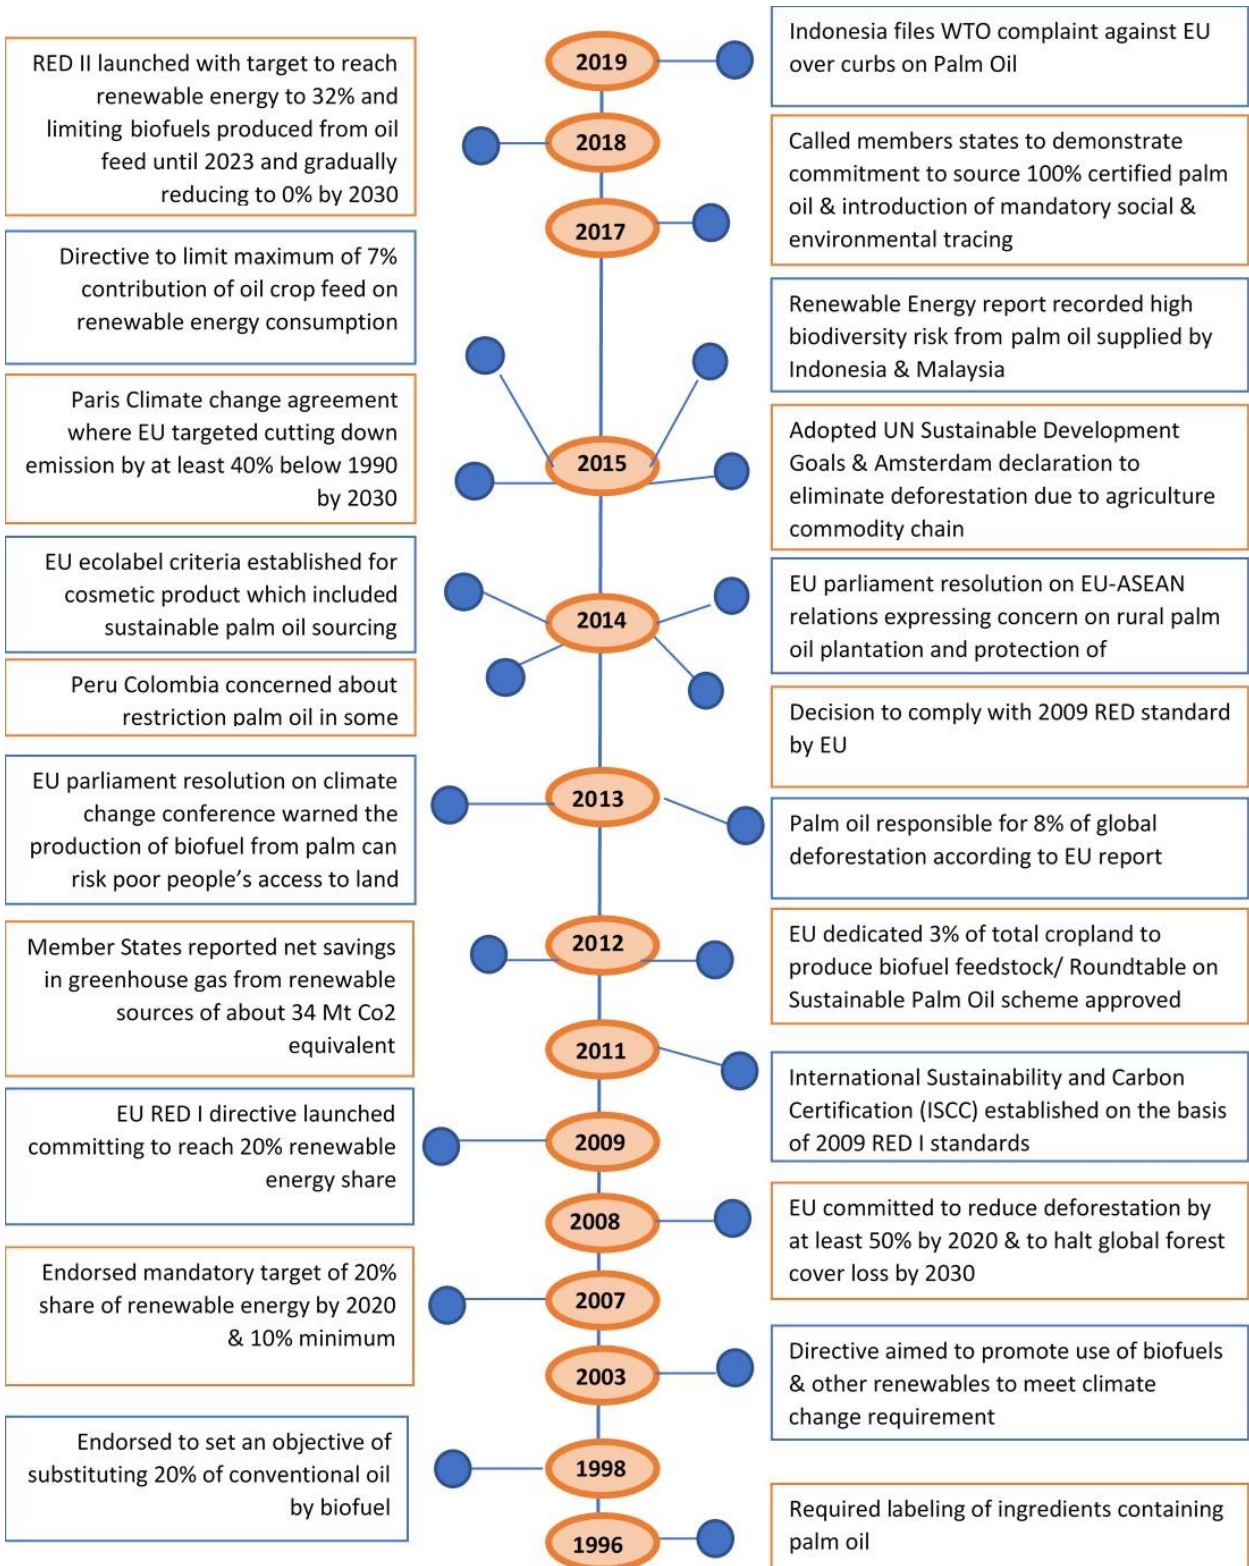 2019
Indonesia files WTO complaint against EU
over curbs on Palm Oil
RED II launched with target to reach
renewable energy to 32% and
limiting biofuels produced from oil
feed until 2023 and gradually
reducing to 0% by 2030
2018
Called members states to demonstrate
commitment to source 100% certified palm
oil & introduction of mandatory social &
environmental tracing
2017
Directive to limit maximum of 7%
contribution of oil crop feed on
renewable energy consumption
Renewable Energy report recorded high
biodiversity risk from palm oil supplied by
Indonesia & Malaysia
Paris Climate change agreement
where EU targeted cutting down
emission by at least 40% below 1990
by 2030
2015
Adopted UN Sustainable Development
Goals & Amsterdam declaration to
eliminate deforestation due to agriculture
commodity chain
EU ecolabel criteria established for
cosmetic product which included
sustainable palm oil sourcing
2014
EU parliament resolution on EU-ASEAN
relations expressing concern on rural palm
oil plantation and protection of
Peru Colombia concerned about
restriction palm oil in some
Decision to comply with 2009 RED standard
by EU
EU parliament resolution on climate
change conference warned the
production of biofuel from palm can
risk poor people's access to land
2013
Palm oil responsible for 8% of global
deforestation according to EU report
Member States reported net savings
in greenhouse gas from renewable
sources of about 34 Mt Co2
equivalent
2012
EU dedicated 3% of total cropland to
produce biofuel feedstock/ Roundtable on
Sustainable Palm Oil scheme approved
2011
International Sustainability and Carbon
Certification (ISCC) established on the basis
of 2009 RED I standards
EU RED I directive launched
committing to reach 20% renewable
energy share
2009
2008
EU committed to reduce deforestation by
at least 50% by 2020 & to halt global forest
cover loss by 2030
Endorsed mandatory target of 20%
share of renewable energy by 2020
& 10% minimum
2007
2003
Directive aimed to promote use of biofuels
& other renewables to meet climate
change requirement
Endorsed to set an objective of
substituting 20% of conventional oil
by biofuel
1998
1996
Required labeling of ingredients containing
palm oil